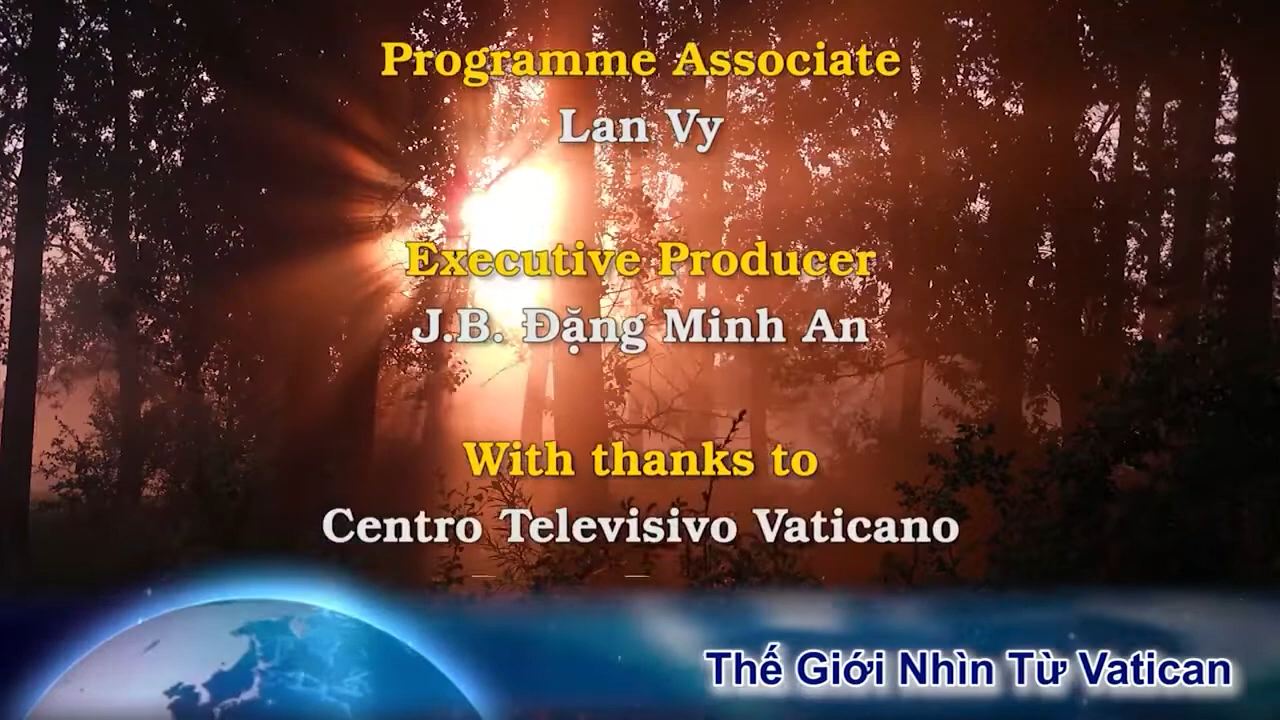 Programme Associate
Lan Vy
Executive Producer
J.B. Đặng Minh An
With thanks to
Centro Televisivo Vaticano
Thế Giới Nhìn Từ Vatican